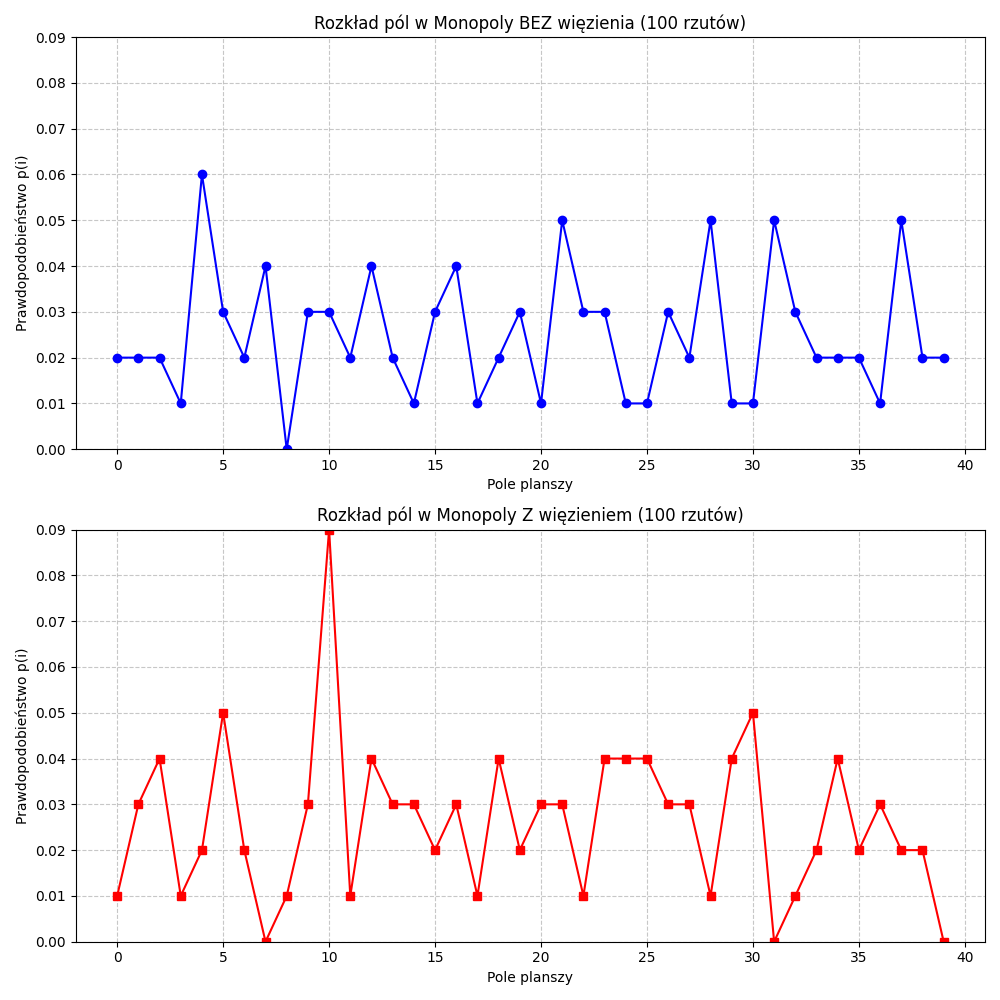 Rozkład pól w Monopoly BEZ więzienia (100 rzutów)
0.09
0.08
0.07
0.06
0.05
0.04
0.03
0.02
0.01
0.00
Prawdopodobieństwo p(i)
0 5 10 15 20 25 30 35 40
Pole planszy
Rozkład pól w Monopoly Z więzieniem (100 rzutów)
0.09
0.08
0.07
0.06
0.05
0.04
0.03
0.02
0.01
0.00
Prawdopodobieństwo p(i)
0 5 10 15 20 25 30 35 40
Pole planszy